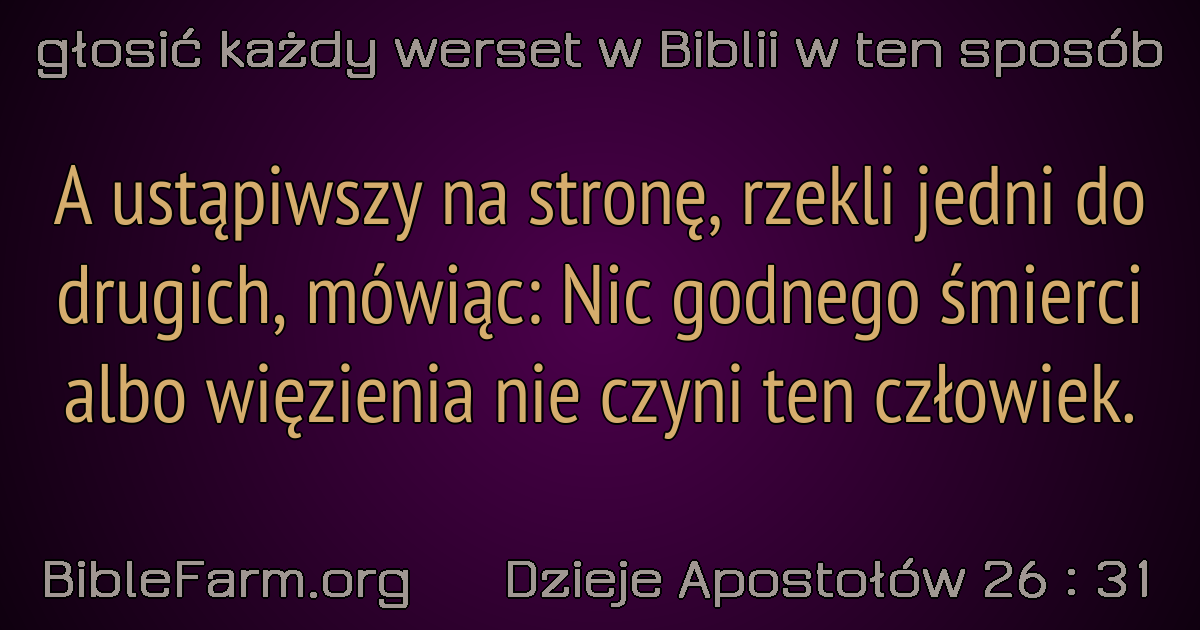 głosić każdy werset w Biblii w ten sposób
A ustąpiwszy na stronę, rzekli jedni do
drugich, mówiąc: Nic godnego śmierci
albo więzienia nie czyni ten człowiek.
BibleFarm.org Dzieje Apostołów 26 : 31